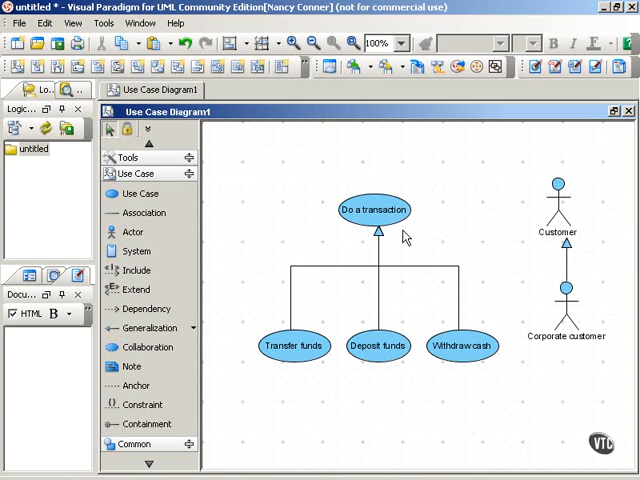 untitled * - Visual Paradigm for UML Community Edition[Nancy Conner] (not for commercial use)
File Edit View Tools Window Help
100%
B I
Lo..
Use Case Diagram1
Logic...
untitled
Docu...
HTML B
Use Case Diagram1
Tools
Use Case
Use Case
Association
Actor
System
Include
Extend
Dependency
Generalization
Collaboration
Note
Anchor
Constraint
Containment
Common
Do a transaction
Transfer funds
Deposit funds
Withdraw cash
Customer
Corporate customer
VTC